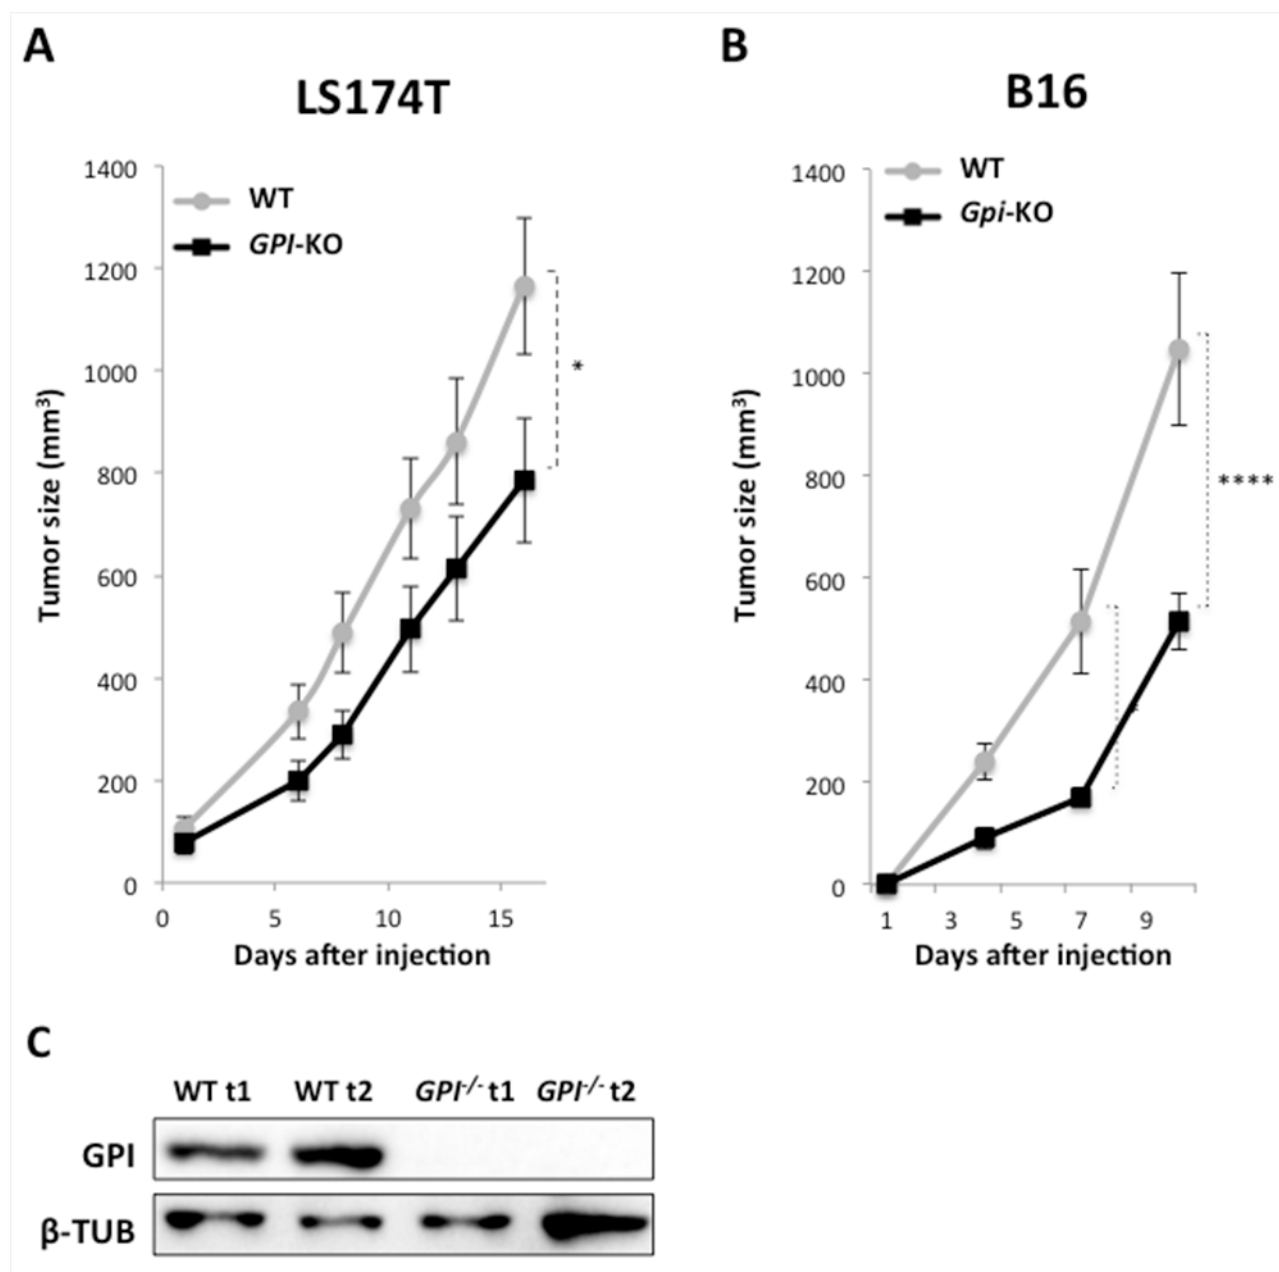 A
LS174T
1400
1200
1000
800
600
400
200
0
Tumor size (mm³)
WT
GPI-KO
*
0 5 10 15
Days after injection
B
B16
1400
1200
1000
800
600
400
200
0
Tumor size (mm³)
WT
Gpi-KO
****
*
1 3 5 7 9
Days after injection
C
WT t1 WT t2 GPI-/- t1 GPI-/- t2
GPI
β-TUB